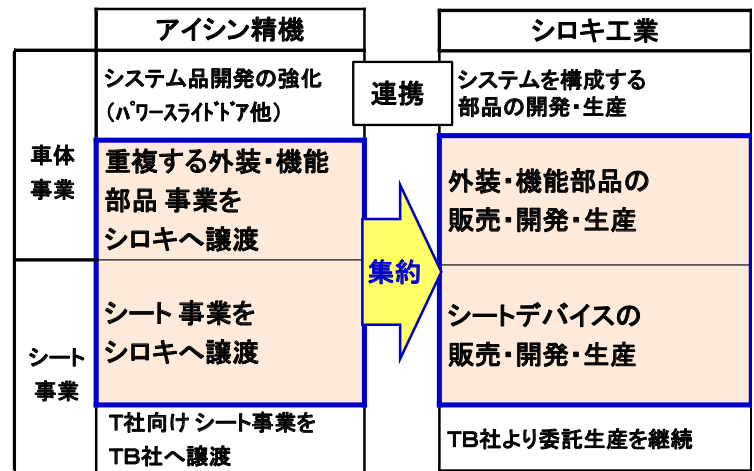 アイシン精機
シロキ工業
車体
事業
システム品開発の強化
(パワースライドドア他)
連携
システムを構成する
部品の開発・生産
重複する外装・機能
部品 事業を
シロキへ譲渡
外装・機能部品の
販売・開発・生産
集約
シート
事業
シート 事業を
シロキへ譲渡
シートデバイスの
販売・開発・生産
T社向け シート事業を
TB社へ譲渡
TB社より委託生産を継続